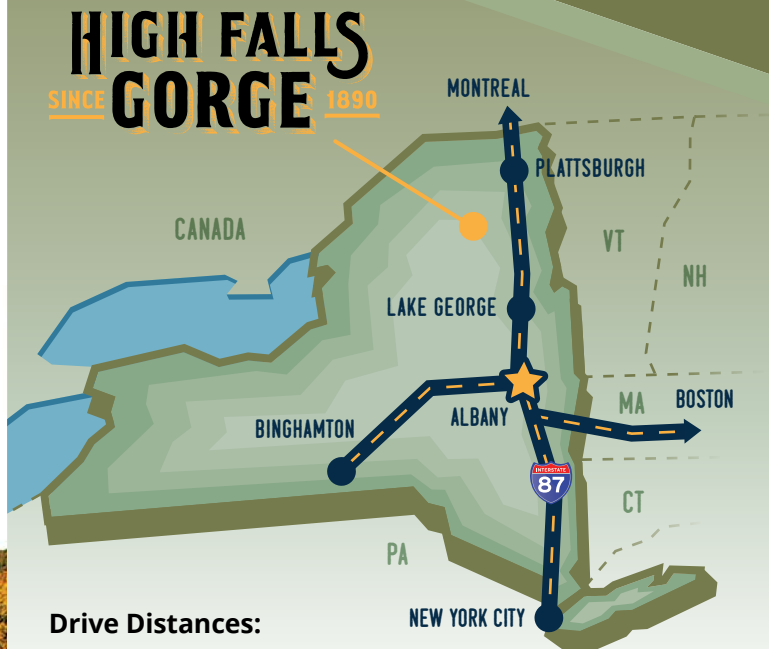 HIGH FALLS
SINCE GORGE 1890
MONTREAL
PLATTSBURGH
CANADA
VT
NH
LAKE GEORGE
MA
BOSTON
ALBANY
BINGHAMTON
INTERSTATE
87
CT
PA
NEW YORK CITY
Drive Distances: